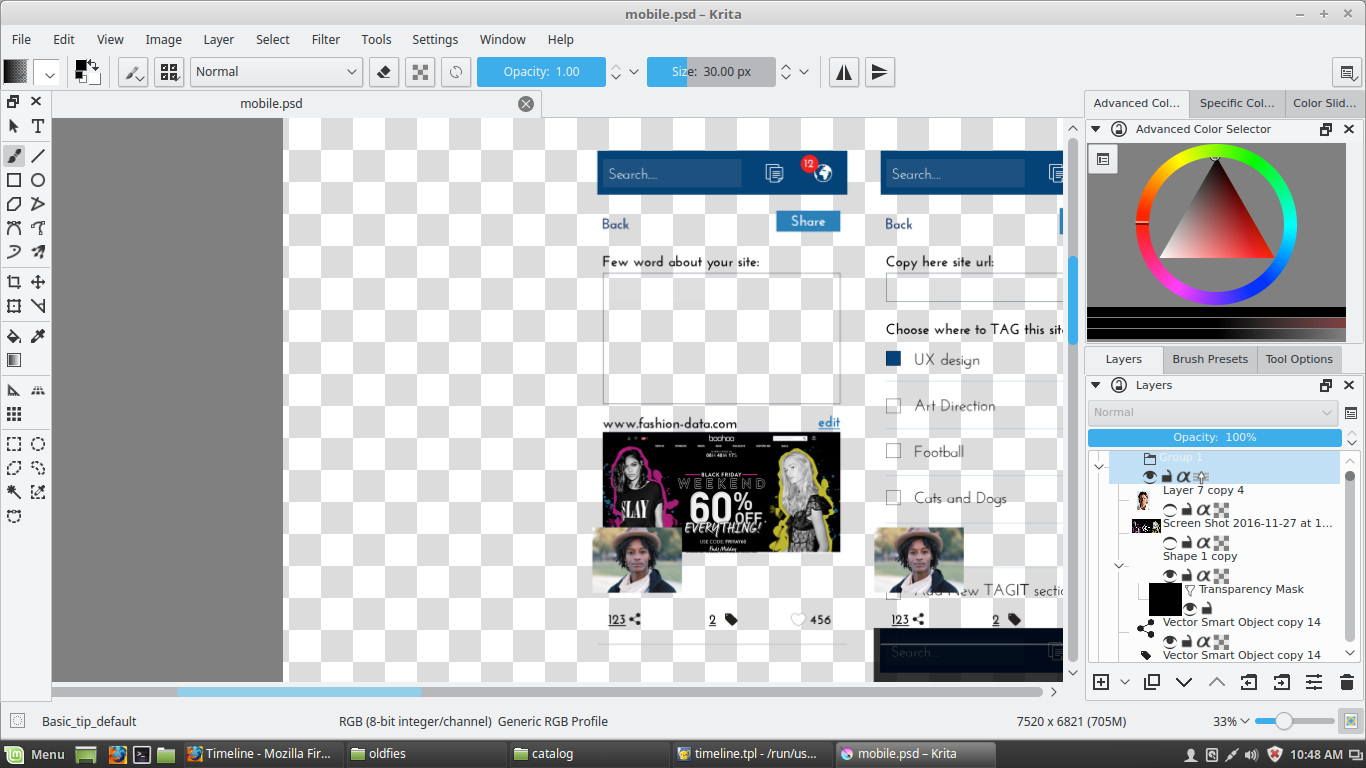 mobile.psd – Krita
File Edit View Image Layer Select Filter Tools Settings Window Help
Normal
Opacity: 1.00
Size: 30.00 px
mobile.psd
Advanced Col...
Specific Col...
Color Slid...
Advanced Color Selector
Search....
12
Search....
Back
Share
Back
Few word about your site:
Copy here site url:
Choose where to TAG this site
UX design
Art Direction
Football
Cats and Dogs
www.fashion-data.com
edit
boohoo
BLACK FRIDAY
WEEKEND
60%
OFF
EVERYTHING!*
SLAY
USE CODE: FRIYAY60
Ends Midday
New TAGIT secti
123
2
456
123
2
Search....
Layers
Brush Presets
Tool Options
Layers
Normal
Opacity: 100%
Group 1
Layer 7 copy 4
Screen Shot 2016-11-27 at 1...
Shape 1 copy
Transparency Mask
Vector Smart Object copy 14
Vector Smart Object copy 14
Basic_tip_default
RGB (8-bit integer/channel) Generic RGB Profile
7520 x 6821 (705M)
33%
Menu
Timeline - Mozilla Fir...
oldfies
catalog
timeline.tpl - /run/us...
mobile.psd – Krita
10:48 AM